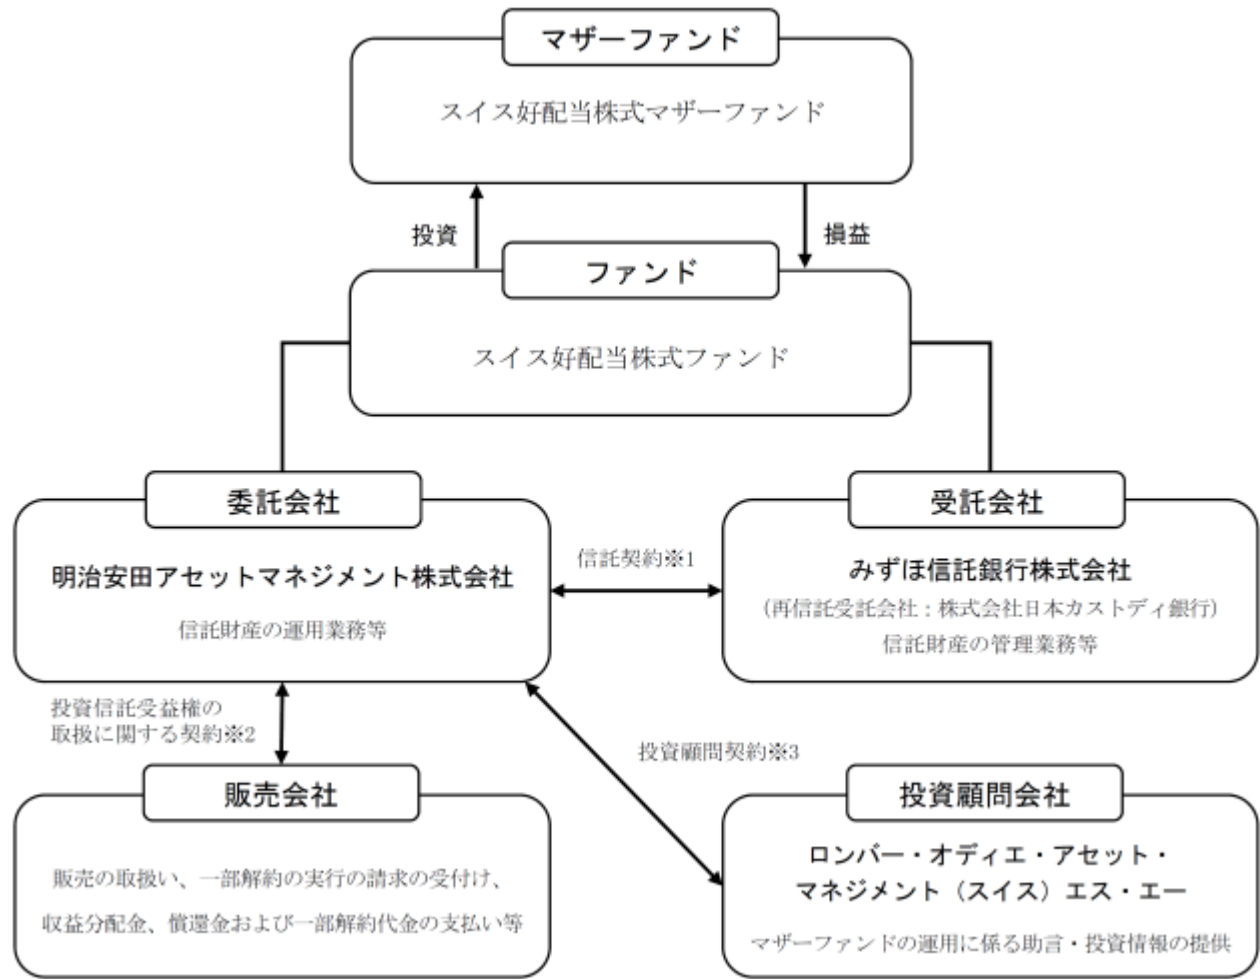 マザーファンド
スイス好配当株式マザーファンド
投資
損益
ファンド
スイス好配当株式ファンド
委託会社
明治安田アセットマネジメント株式会社
信託財産の運用業務等
信託契約※1
受託会社
みずほ信託銀行株式会社
（再信託受託会社：株式会社日本カストディ銀行）
信託財産の管理業務等
投資信託受益権の
取扱に関する契約※2
投資顧問契約※3
販売会社
販売の取扱い、一部解約の実行の請求の受付け、
収益分配金、償還金および一部解約代金の支払い等
投資顧問会社
ロンバー・オディエ・アセット・
マネジメント（スイス）エス・エー
マザーファンドの運用に係る助言・投資情報の提供